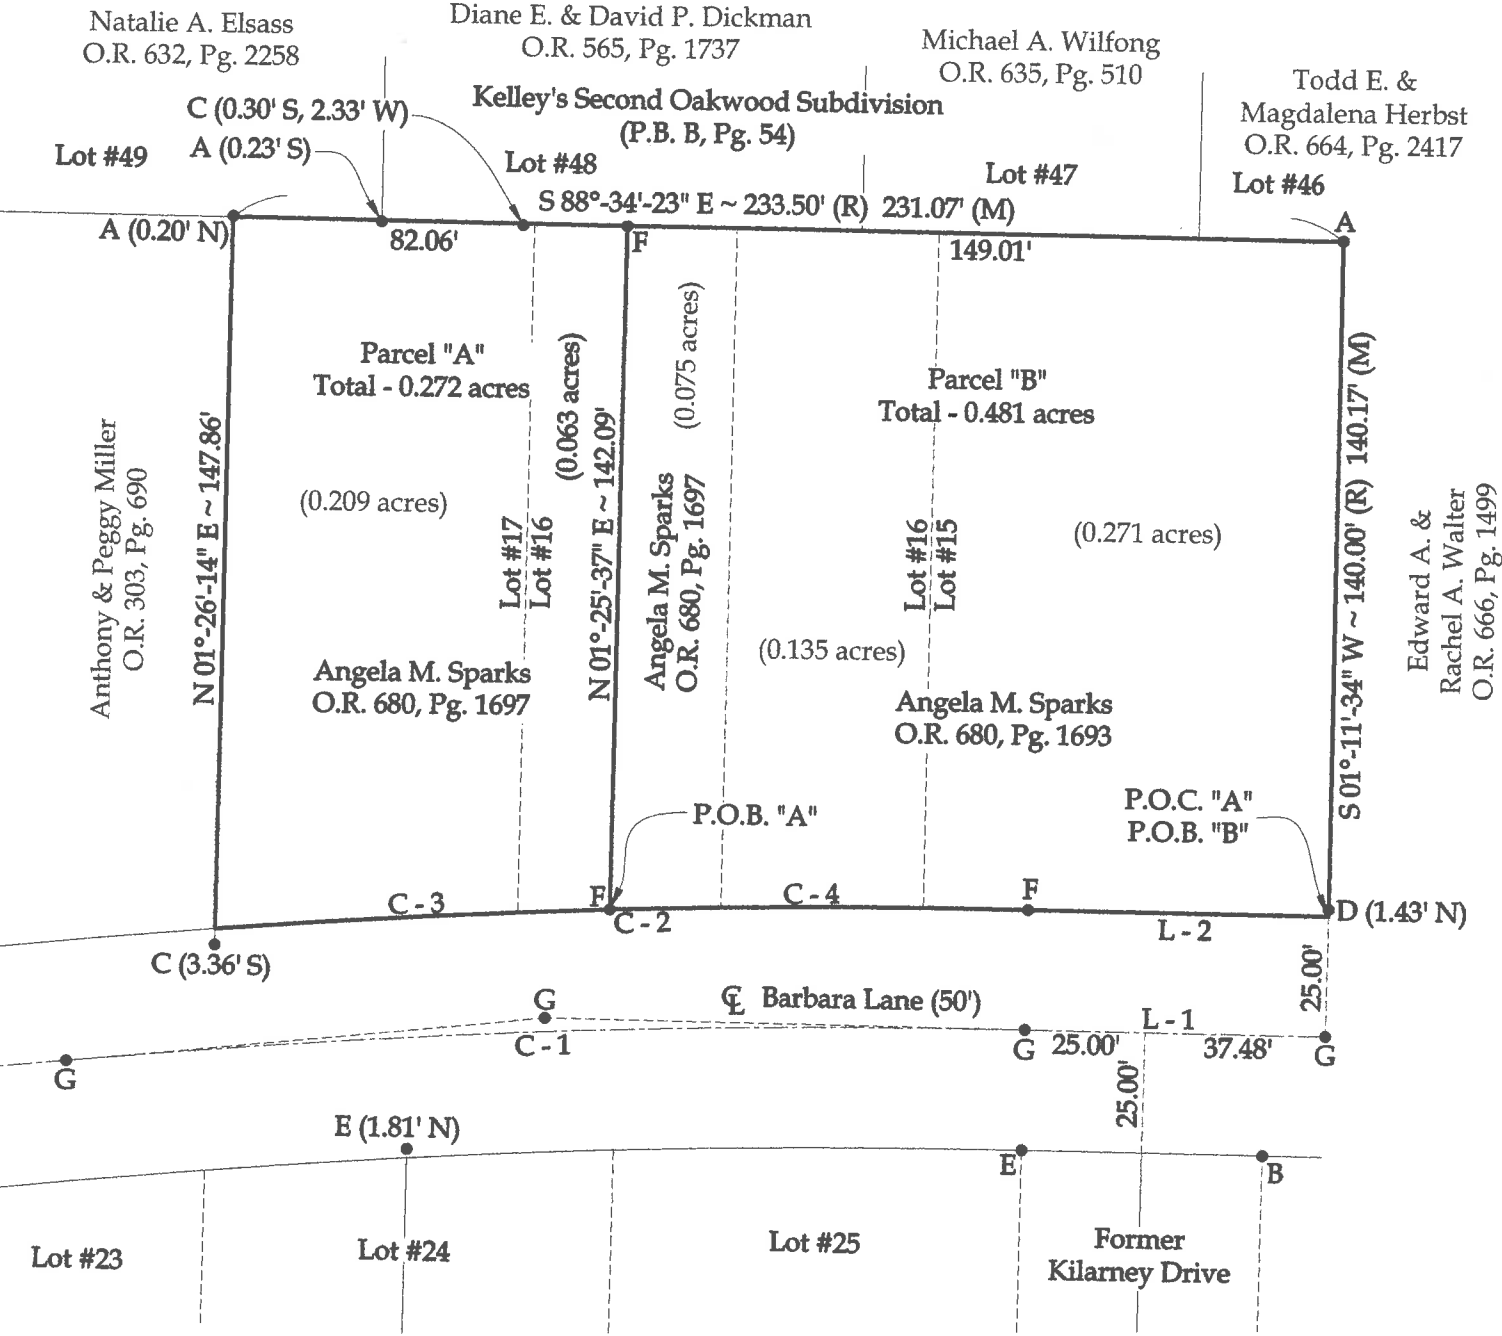 Natalie A. Elsass
O.R. 632, Pg. 2258
Diane E. & David P. Dickman
O.R. 565, Pg. 1737
Michael A. Wilfong
O.R. 635, Pg. 510
Todd E. &
Magdalena Herbst
O.R. 664, Pg. 2417
Kelley's Second Oakwood Subdivision
(P.B. B, Pg. 54)
C (0.30' S, 2.33' W)
A (0.23' S)
Lot #49
Lot #48
Lot #47
Lot #46
S 88°-34'-23" E ~ 233.50' (R) 231.07' (M)
A (0.20' N)
82.06'
F
149.01'
A
Parcel "A"
Total - 0.272 acres
(0.063 acres)
(0.075 acres)
Parcel "B"
Total - 0.481 acres
Anthony & Peggy Miller
O.R. 303, Pg. 690
N 01°-26'-14" E ~ 147.86'
(0.209 acres)
Lot #17
Lot #16
N 01°-25'-37" E ~ 142.09'
Angela M. Sparks
O.R. 680, Pg. 1697
Lot #16
Lot #15
(0.271 acres)
(0.135 acres)
S 01°-11'-34" W ~ 140.00' (R) 140.17' (M)
Edward A. &
Rachel A. Walter
O.R. 666, Pg. 1499
Angela M. Sparks
O.R. 680, Pg. 1697
Angela M. Sparks
O.R. 680, Pg. 1693
P.O.B. "A"
P.O.C. "A"
P.O.B. "B"
C - 3
F
C - 2
C - 4
F
L - 2
D (1.43' N)
C (3.36' S)
25.00'
G
℄ Barbara Lane (50')
L - 1
C - 1
G
25.00'
37.48'
G
G
25.00'
E (1.81' N)
E
B
Lot #23
Lot #24
Lot #25
Former
Kilarney Drive